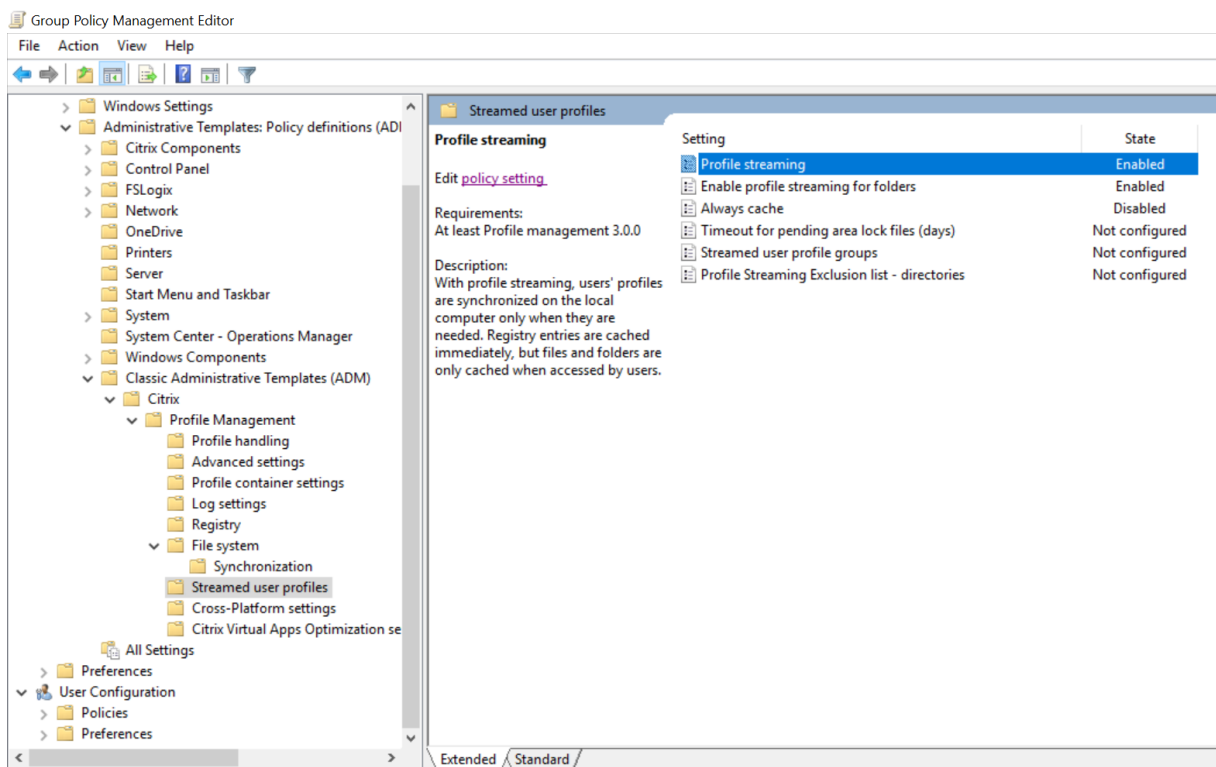 Group Policy Management Editor
File Action View Help
Windows Settings
Administrative Templates: Policy definitions (ADI
Citrix Components
Control Panel
FSLogix
Network
OneDrive
Printers
Server
Start Menu and Taskbar
System
System Center - Operations Manager
Windows Components
Classic Administrative Templates (ADM)
Citrix
Profile Management
Profile handling
Advanced settings
Profile container settings
Log settings
Registry
File system
Synchronization
Streamed user profiles
Cross-Platform settings
Citrix Virtual Apps Optimization se
All Settings
Preferences
User Configuration
Policies
Preferences
Streamed user profiles
Profile streaming
Edit policy setting
Requirements:
At least Profile management 3.0.0
Description:
With profile streaming, users' profiles
are synchronized on the local
computer only when they are
needed. Registry entries are cached
immediately, but files and folders are
only cached when accessed by users.
Setting State
Profile streaming Enabled
Enable profile streaming for folders Enabled
Always cache Disabled
Timeout for pending area lock files (days) Not configured
Streamed user profile groups Not configured
Profile Streaming Exclusion list - directories Not configured
Extended Standard